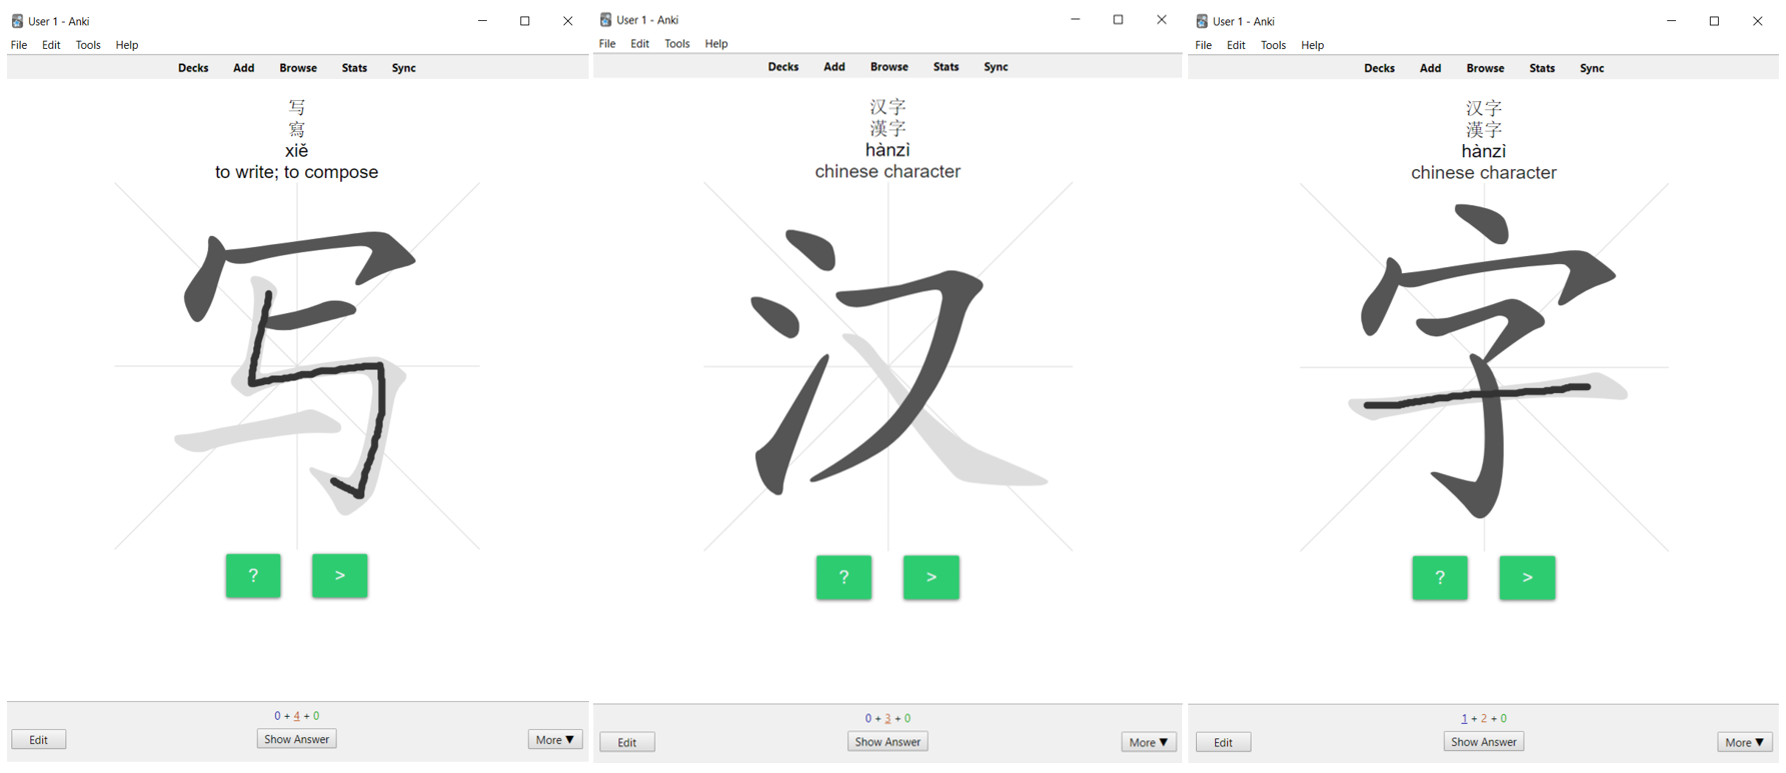 User 1 - Anki
File Edit Tools Help
Decks Add Browse Stats Sync
写
寫
xiě
to write; to compose
写
? >
0 + 4 + 0
Edit Show Answer More ▼
User 1 - Anki
File Edit Tools Help
Decks Add Browse Stats Sync
汉字
漢字
hànzì
chinese character
汉
? >
0 + 3 + 0
Edit Show Answer More ▼
User 1 - Anki
File Edit Tools Help
Decks Add Browse Stats Sync
汉字
漢字
hànzì
chinese character
字
? >
1 + 2 + 0
Edit Show Answer More ▼